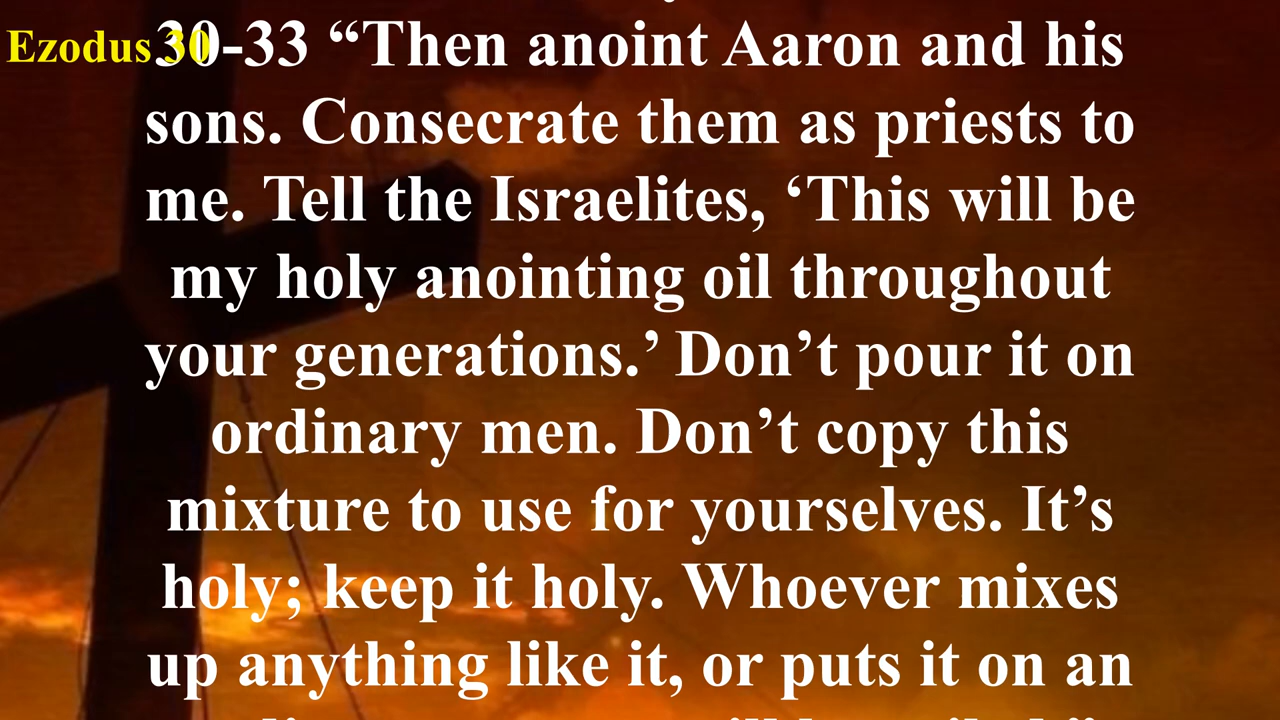 Ezodus 30
30-33 “Then anoint Aaron and his
sons. Consecrate them as priests to
me. Tell the Israelites, ‘This will be
my holy anointing oil throughout
your generations.’ Don’t pour it on
ordinary men. Don’t copy this
mixture to use for yourselves. It’s
holy; keep it holy. Whoever mixes
up anything like it, or puts it on an